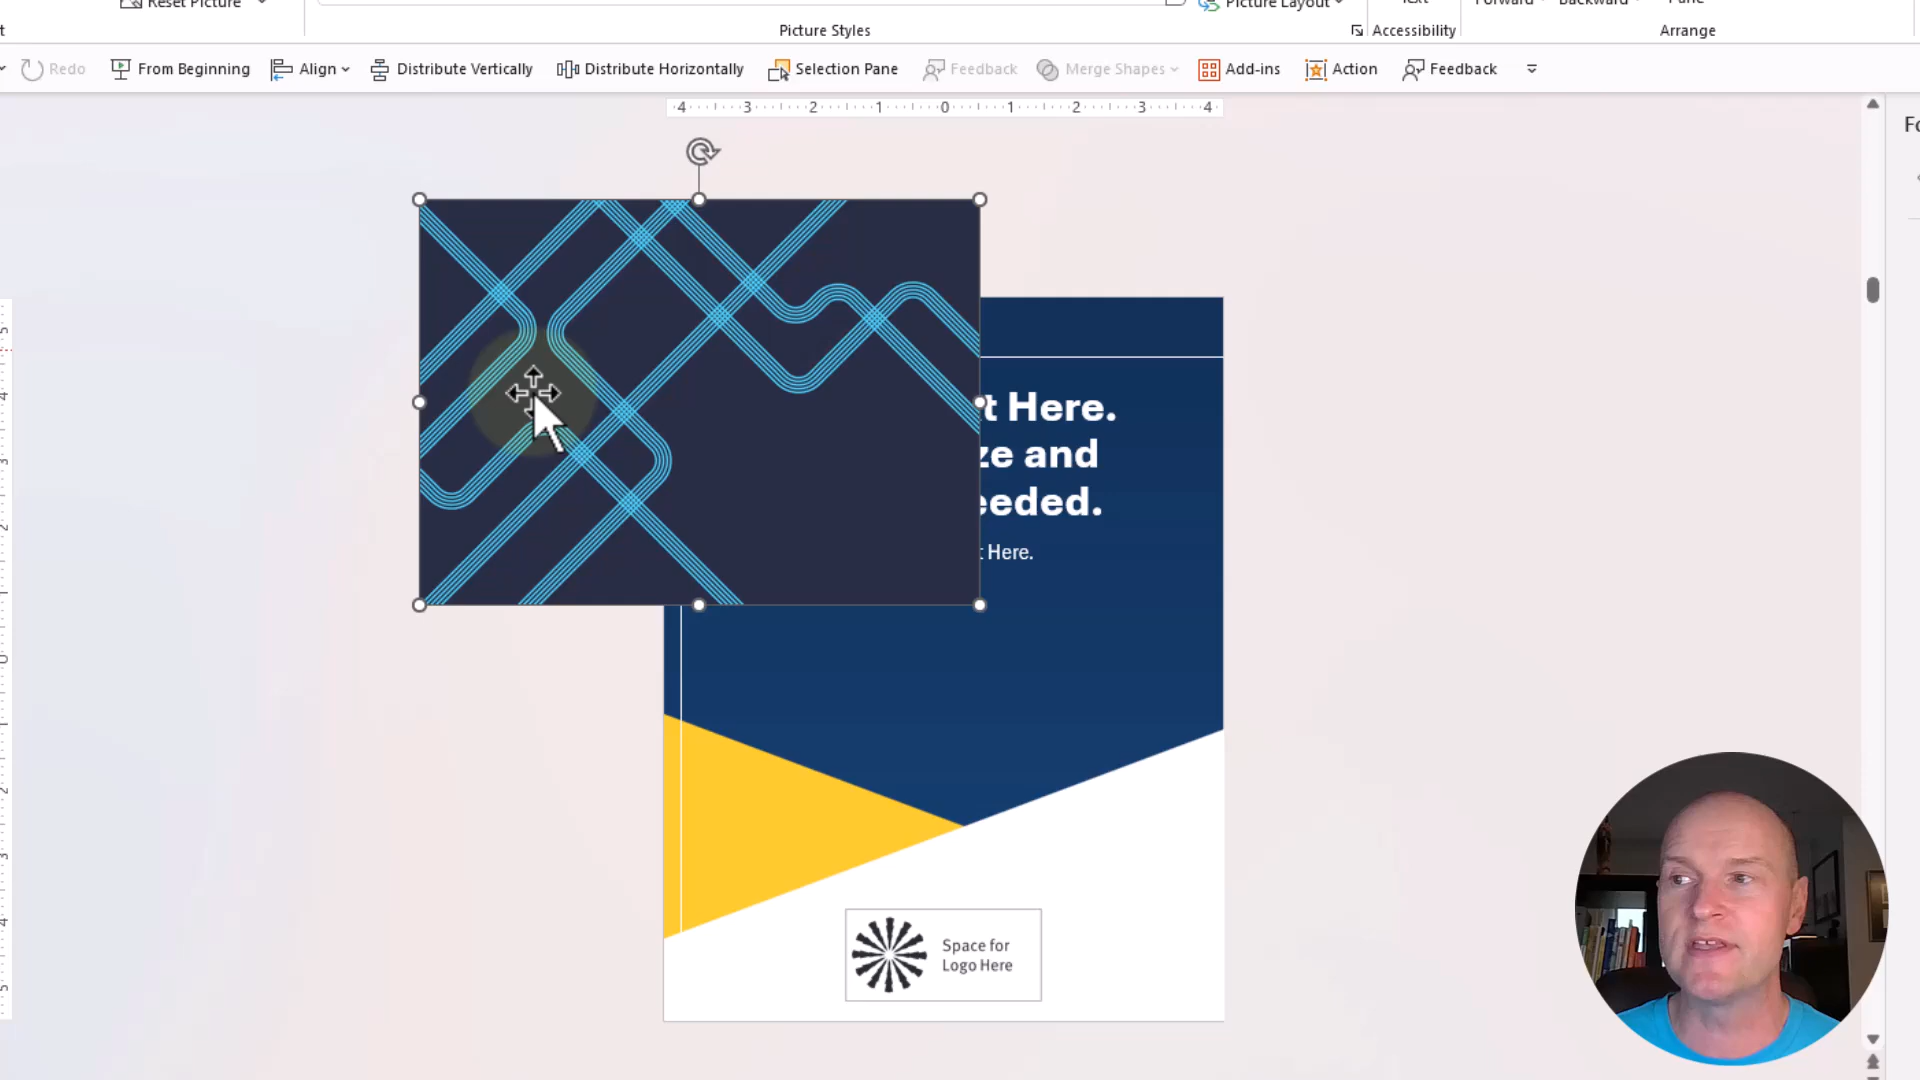 Reset Picture
Picture Layout
Picture Styles
Accessibility
Arrange
Redo
From Beginning
Align
Distribute Vertically
Distribute Horizontally
Selection Pane
Feedback
Merge Shapes
Add-ins
Action
Feedback
4 3 2 1 0 1 2 3 4
t Here.
ze and
eeded.
t Here.
Space for
Logo Here